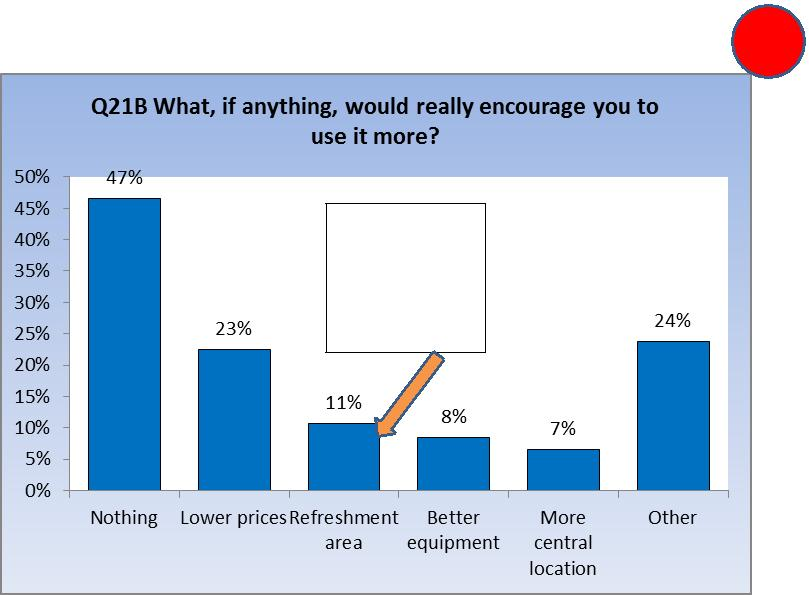 Q21B What, if anything, would really encourage you to
use it more?
50%
45%
40%
35%
30%
25%
20%
15%
10%
5%
0%
47%
23%
11%
8%
7%
24%
Nothing
Lower prices
Refreshment
area
Better
equipment
More
central
location
Other